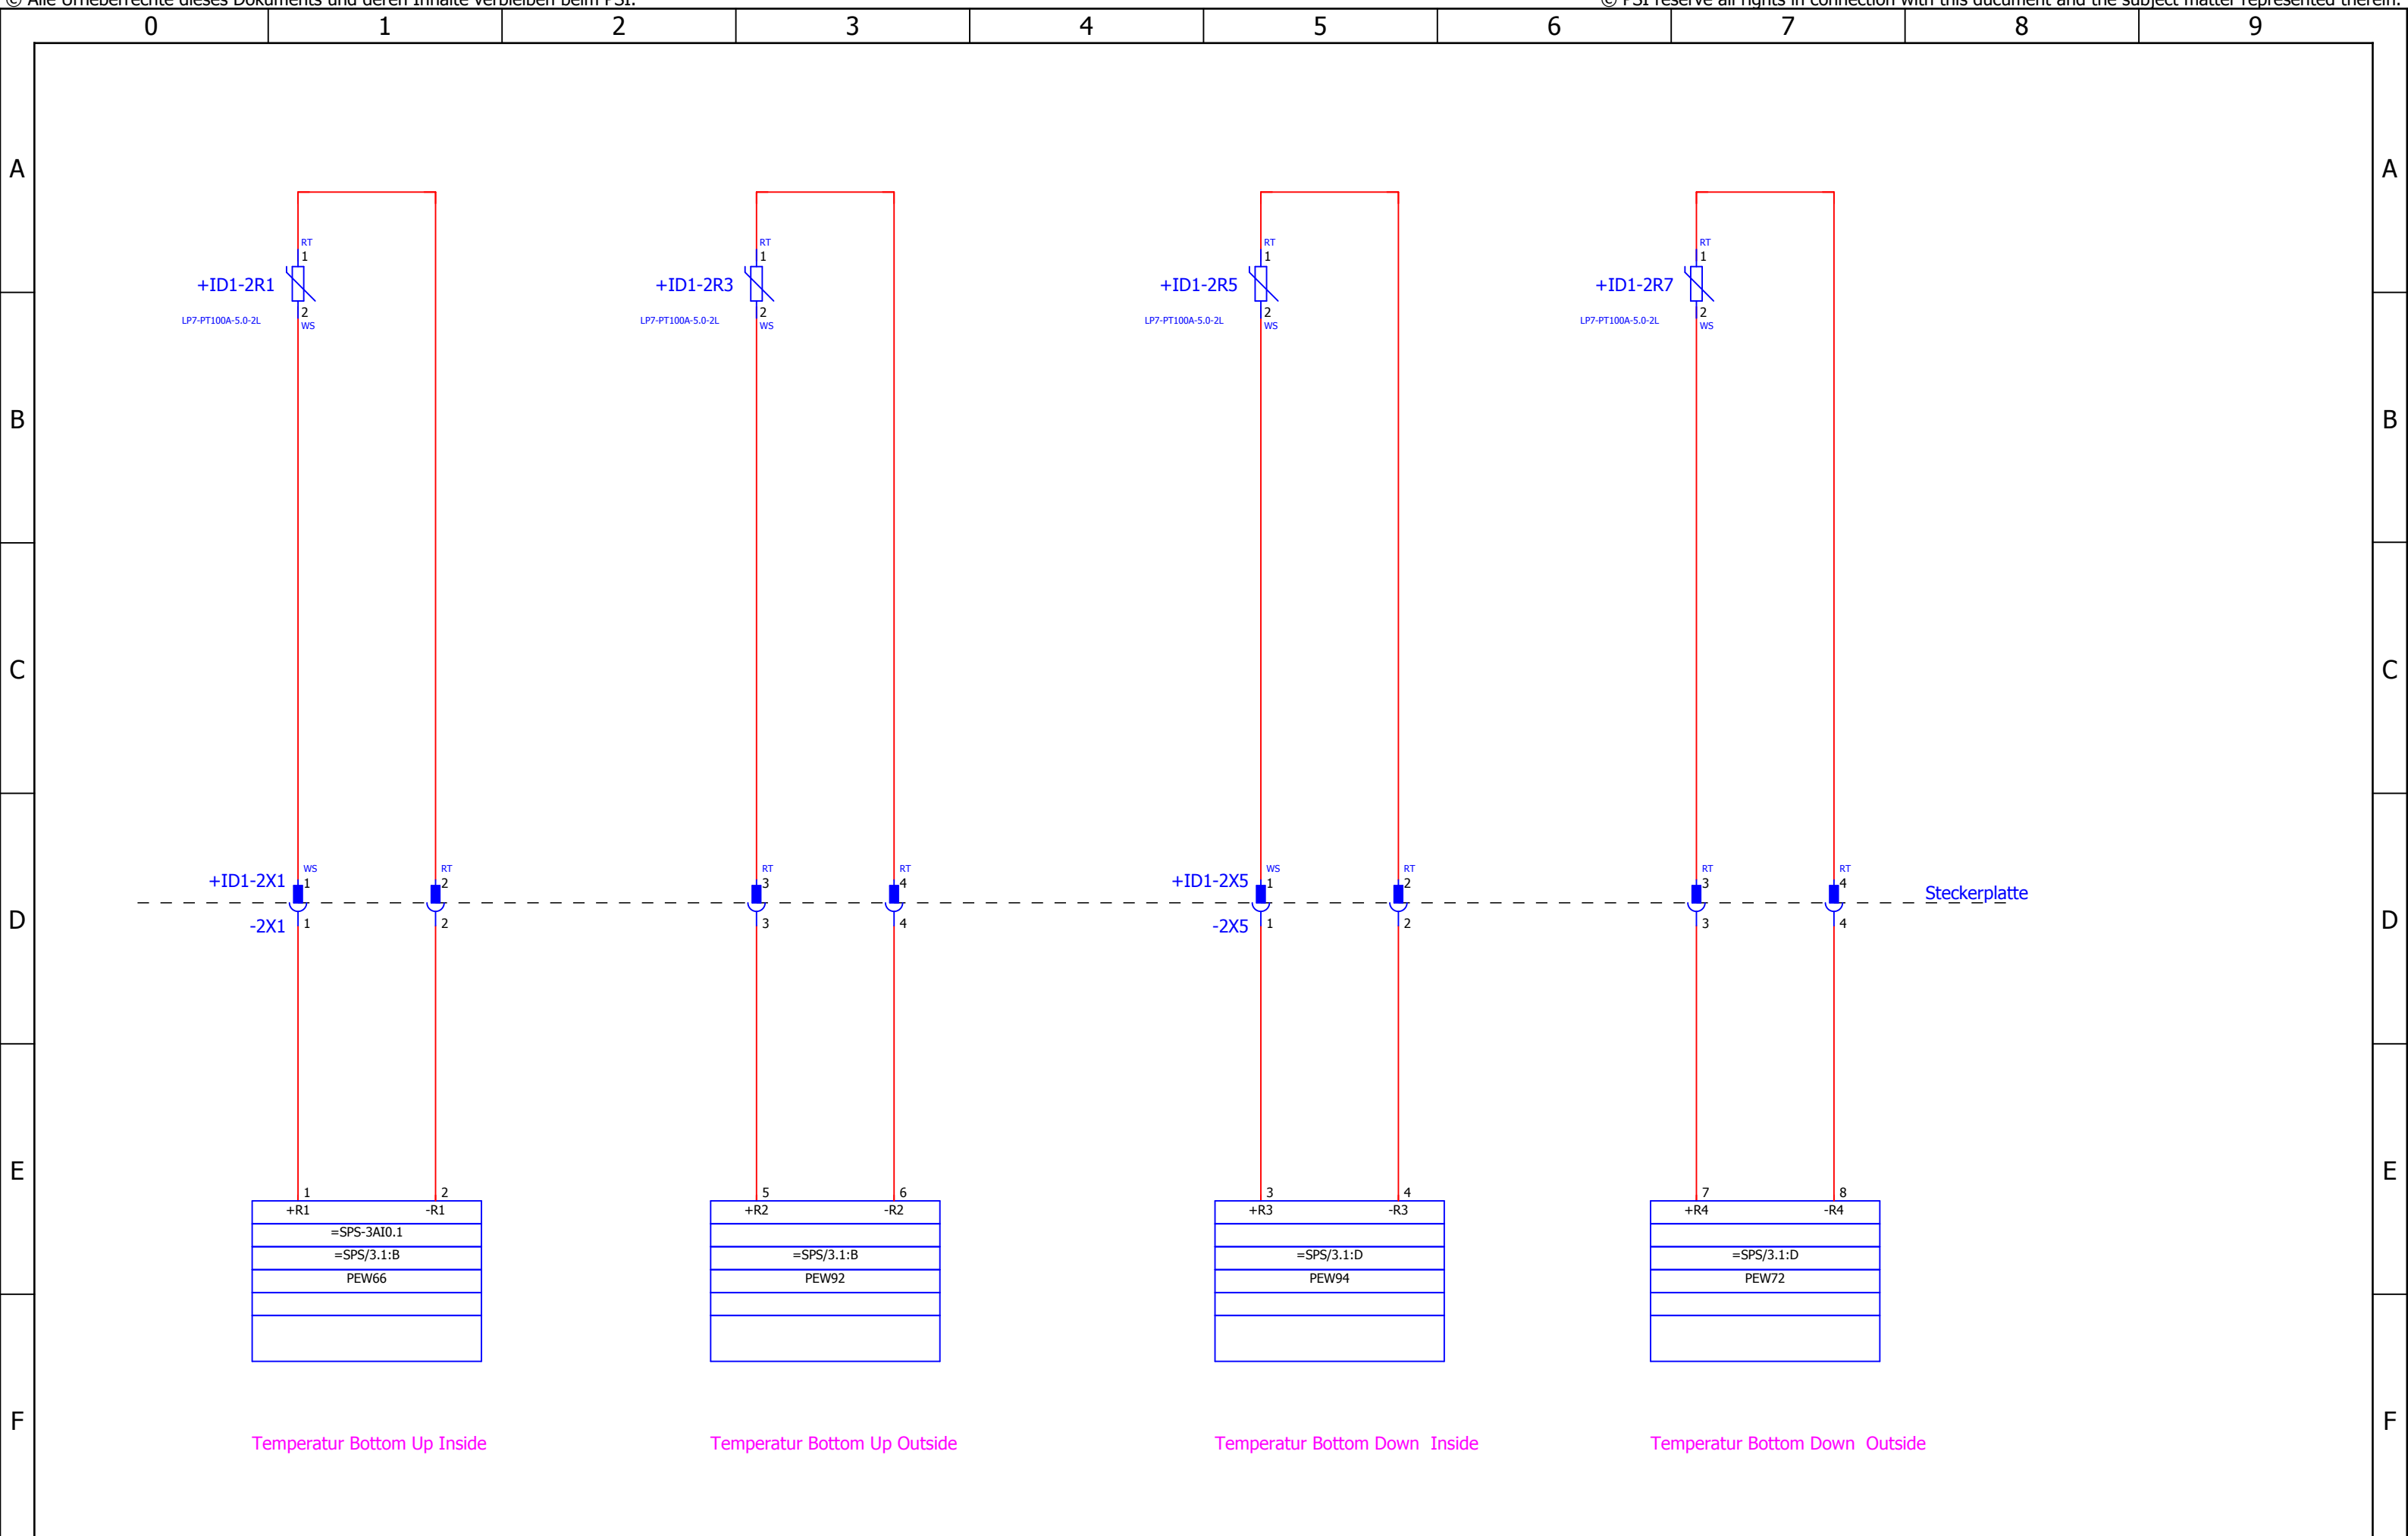 © Alle Urheberrechte dieses Dokuments und deren Inhalte verbleiben beim PSI.
© PSI reserve all rights in connection with this ducument and the subject matter represented therein.
0 1 2 3 4 5 6 7 8 9
A A
RT RT RT RT
1 1 1 1
+ID1-2R1 +ID1-2R3 +ID1-2R5 +ID1-2R7
2 2 2 2
LP7-PT100A-5.0-2L LP7-PT100A-5.0-2L LP7-PT100A-5.0-2L LP7-PT100A-5.0-2L
WS WS WS WS
B B
C C
WS RT RT RT WS RT RT RT
+ID1-2X1 1 2 3 4 +ID1-2X5 1 2 3 4
Steckerplatte
D D
-2X1 1 2 3 4 -2X5 1 2 3 4
E E
1 2 5 6 3 4 7 8
+R1 -R1 +R2 -R2 +R3 -R3 +R4 -R4
=SPS-3AI0.1
=SPS/3.1:B =SPS/3.1:B =SPS/3.1:D =SPS/3.1:D
PEW66 PEW92 PEW94 PEW72
F F
Temperatur Bottom Up Inside Temperatur Bottom Up Outside Temperatur Bottom Down  Inside Temperatur Bottom Down  Outside